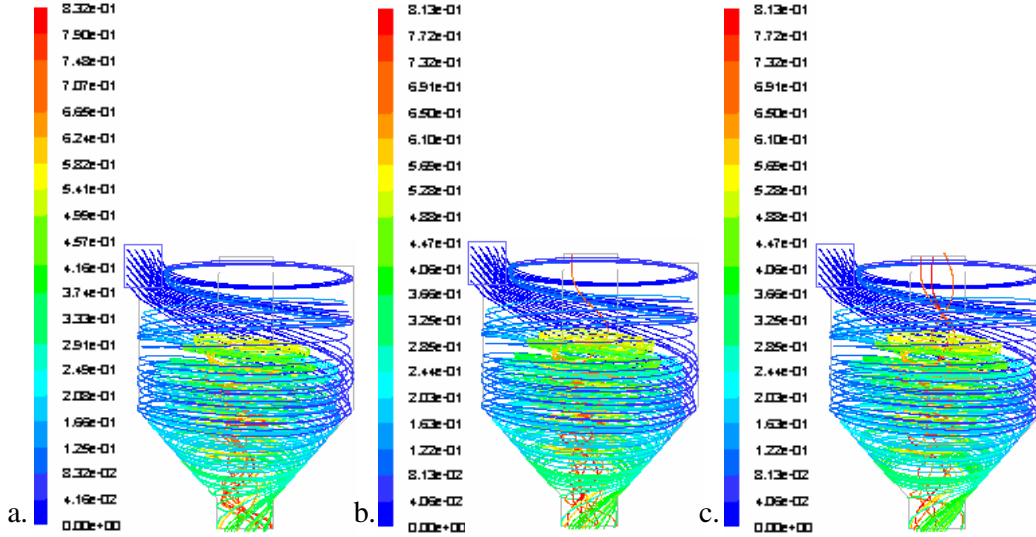 8.32e-01
7.90e-01
7.48e-01
7.07e-01
6.65e-01
6.24e-01
5.82e-01
5.41e-01
4.99e-01
4.57e-01
4.16e-01
3.74e-01
3.33e-01
2.91e-01
2.49e-01
2.08e-01
1.66e-01
1.25e-01
8.32e-02
4.16e-02
0.00e+00
a.
8.13e-01
7.72e-01
7.32e-01
6.91e-01
6.50e-01
6.10e-01
5.69e-01
5.28e-01
4.88e-01
4.47e-01
4.06e-01
3.66e-01
3.25e-01
2.85e-01
2.44e-01
2.03e-01
1.63e-01
1.22e-01
8.13e-02
4.06e-02
0.00e+00
b.
8.13e-01
7.72e-01
7.32e-01
6.91e-01
6.50e-01
6.10e-01
5.69e-01
5.28e-01
4.88e-01
4.47e-01
4.06e-01
3.66e-01
3.25e-01
2.85e-01
2.44e-01
2.03e-01
1.63e-01
1.22e-01
8.13e-02
4.06e-02
0.00e+00
c.